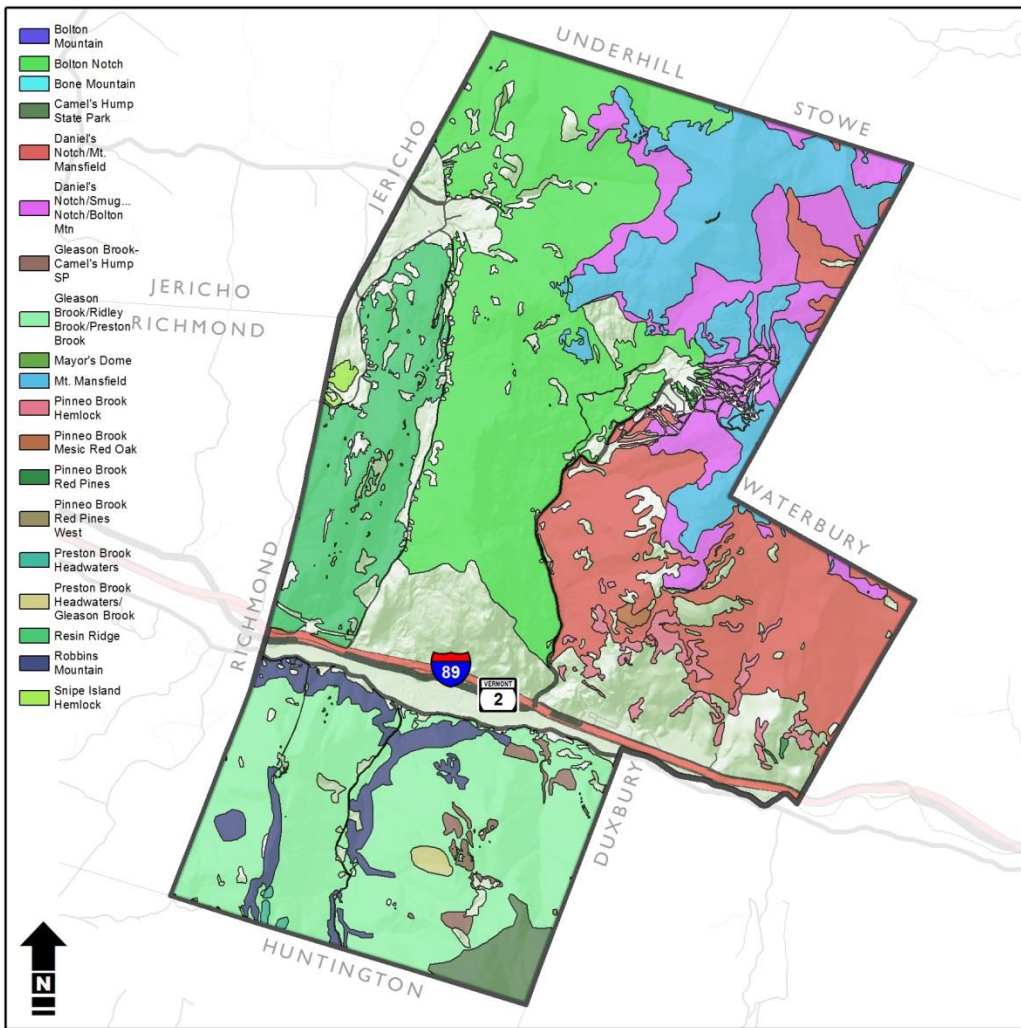 Bolton
Mountain
Bolton Notch
Bone Mountain
Camel's Hump
State Park
Daniel's
Notch/Mt.
Mansfield
Daniel's
Notch/Smug...
Notch/Bolton
Mtn
Gleason Brook-
Camel's Hump
SP
Gleason
Brook/Ridley
Brook/Preston
Brook
Mayor's Dome
Mt. Mansfield
Pinneo Brook
Hemlock
Pinneo Brook
Mesic Red Oak
Pinneo Brook
Red Pines
Pinneo Brook
Red Pines
West
Preston Brook
Headwaters
Preston Brook
Headwaters/
Gleason Brook
Resin Ridge
Robbins
Mountain
Snipe Island
Hemlock
UNDERHILL
STOWE
JERICHO
JERICHO
RICHMOND
WATERBURY
RICHMOND
89
VERMONT
2
DUXBURY
HUNTINGTON
N